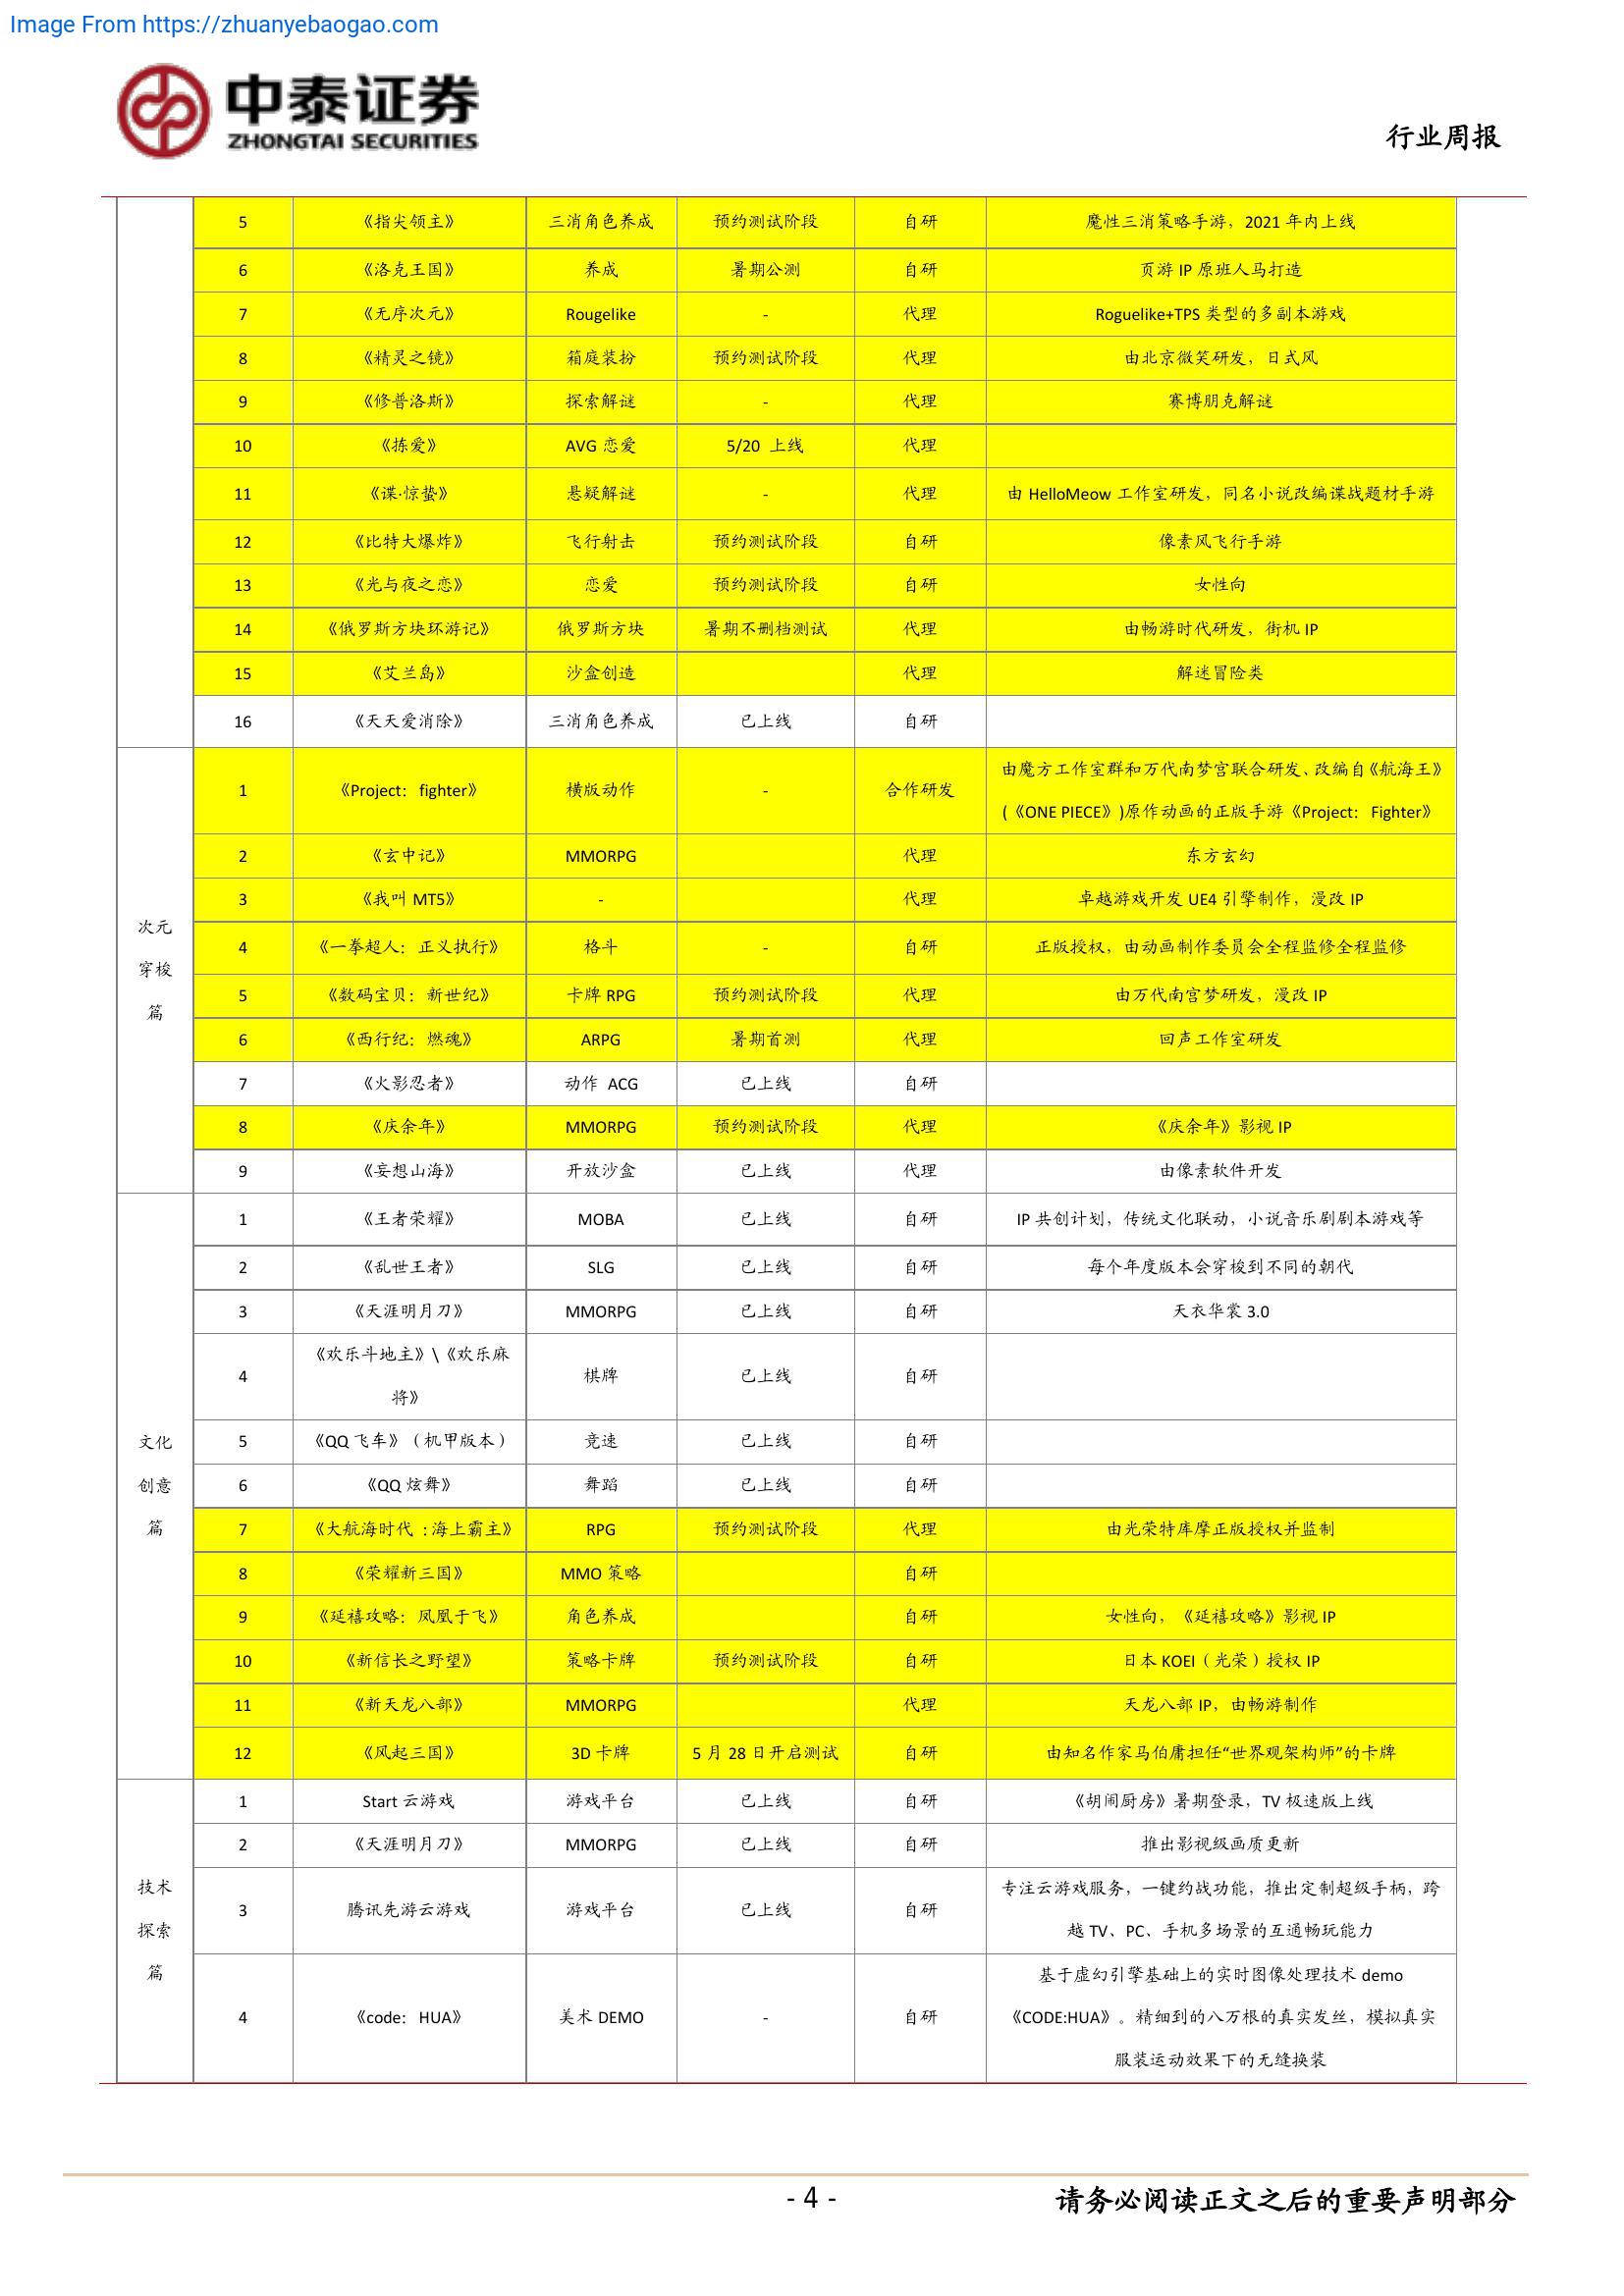 Image From https://zhuanyebaogao.com
中泰证券
ZHONGTAI SECURITIES
行业周报
5 《指尖领主》 三消角色养成 预约测试阶段 自研 魔性三消策略手游，2021 年内上线
6 《洛克王国》 养成 暑期公测 自研 页游 IP 原班人马打造
7 《无序次元》 Rougelike - 代理 Roguelike+TPS 类型的多副本游戏
8 《精灵之镜》 箱庭装扮 预约测试阶段 代理 由北京微笑研发，日式风
9 《修普洛斯》 探索解谜 - 代理 赛博朋克解谜
10 《拣爱》 AVG 恋爱 5/20 上线 代理
11 《谍·惊蛰》 悬疑解谜 - 代理 由 HelloMeow 工作室研发，同名小说改编谍战题材手游
12 《比特大爆炸》 飞行射击 预约测试阶段 自研 像素风飞行手游
13 《光与夜之恋》 恋爱 预约测试阶段 自研 女性向
14 《俄罗斯方块环游记》 俄罗斯方块 暑期不删档测试 代理 由畅游时代研发，街机 IP
15 《艾兰岛》 沙盒创造 代理 解迷冒险类
16 《天天爱消除》 三消角色养成 已上线 自研
次元
穿梭
篇
1 《Project：fighter》 横版动作 - 合作研发 由魔方工作室群和万代南梦宫联合研发、改编自《航海王》
(《ONE PIECE》)原作动画的正版手游《Project：Fighter》
2 《玄中记》 MMORPG 代理 东方玄幻
3 《我叫 MT5》 - 代理 卓越游戏开发 UE4 引擎制作，漫改 IP
4 《一拳超人：正义执行》 格斗 - 自研 正版授权，由动画制作委员会全程监修全程监修
5 《数码宝贝：新世纪》 卡牌 RPG 预约测试阶段 代理 由万代南宫梦研发，漫改 IP
6 《西行纪：燃魂》 ARPG 暑期首测 代理 回声工作室研发
7 《火影忍者》 动作 ACG 已上线 自研
8 《庆余年》 MMORPG 预约测试阶段 代理 《庆余年》影视 IP
9 《妄想山海》 开放沙盒 已上线 代理 由像素软件开发
文化
创意
篇
1 《王者荣耀》 MOBA 已上线 自研 IP 共创计划，传统文化联动，小说音乐剧剧本游戏等
2 《乱世王者》 SLG 已上线 自研 每个年度版本会穿梭到不同的朝代
3 《天涯明月刀》 MMORPG 已上线 自研 天衣华裳 3.0
4 《欢乐斗地主》\《欢乐麻
将》 棋牌 已上线 自研
5 《QQ 飞车》（机甲版本） 竞速 已上线 自研
6 《QQ 炫舞》 舞蹈 已上线 自研
7 《大航海时代 :海上霸主》 RPG 预约测试阶段 代理 由光荣特库摩正版授权并监制
8 《荣耀新三国》 MMO 策略 自研
9 《延禧攻略：凤凰于飞》 角色养成 自研 女性向，《延禧攻略》影视 IP
10 《新信长之野望》 策略卡牌 预约测试阶段 自研 日本 KOEI（光荣）授权 IP
11 《新天龙八部》 MMORPG 代理 天龙八部 IP，由畅游制作
12 《风起三国》 3D 卡牌 5 月 28 日开启测试 自研 由知名作家马伯庸担任“世界观架构师”的卡牌
技术
探索
篇
1 Start 云游戏 游戏平台 已上线 自研 《胡闹厨房》暑期登录，TV 极速版上线
2 《天涯明月刀》 MMORPG 已上线 自研 推出影视级画质更新
3 腾讯先游云游戏 游戏平台 已上线 自研 专注云游戏服务，一键约战功能，推出定制超级手柄，跨
越 TV、PC、手机多场景的互通畅玩能力
4 《code：HUA》 美术 DEMO - 自研 基于虚幻引擎基础上的实时图像处理技术 demo
《CODE:HUA》。精细到的八万根的真实发丝，模拟真实
服装运动效果下的无缝换装
- 4 -
请务必阅读正文之后的重要声明部分